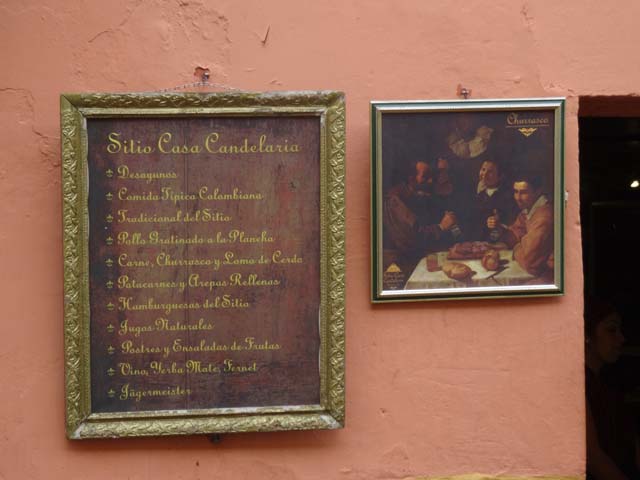 Sitio Casa Candelaria
Desayunos
Comida Típica Colombiana
Tradicional del Sitio
Pollo Gratinado a la Plancha
Carne, Churrasco y Lomo de Cerdo
Patacarnes y Arepas Rellenas
Hamburguesas del Sitio
Jugos Naturales
Postres y Ensaladas de Frutas
Vino, Yerba Mate, Fernet
Jägermeister
Churrasco